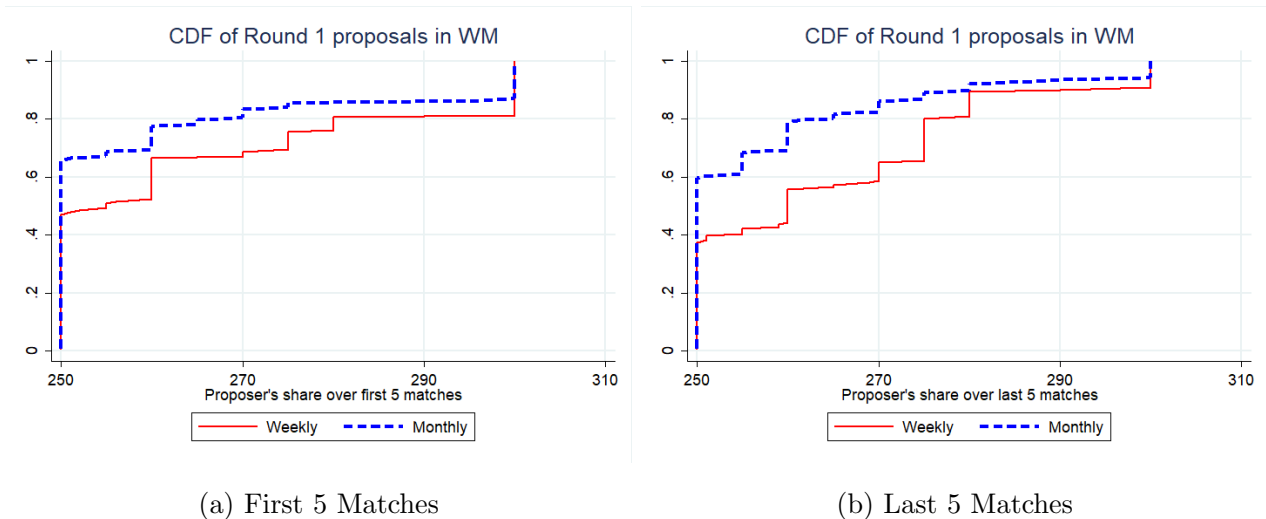 CDF of Round 1 proposals in WM
1
.8
.6
.4
.2
0
250 270 290 310
Proposer's share over first 5 matches
Weekly Monthly
(a) First 5 Matches
CDF of Round 1 proposals in WM
1
.8
.6
.4
.2
0
250 270 290 310
Proposer's share over last 5 matches
Weekly Monthly
(b) Last 5 Matches